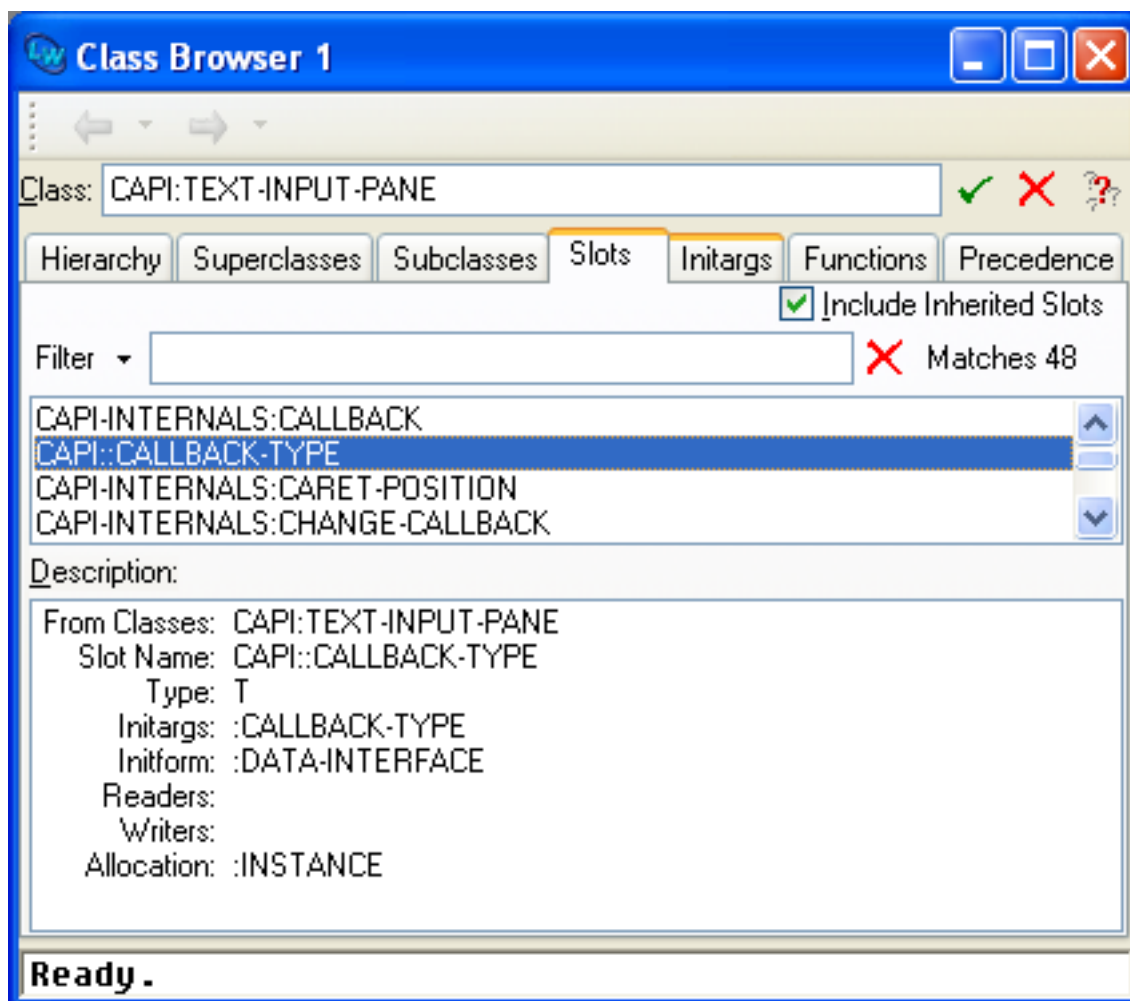 LW Class Browser 1
Class: CAPI:TEXT-INPUT-PANE ???
Hierarchy Superclasses Subclasses Slots Initargs Functions Precedence
Include Inherited Slots
Filter Matches 48
CAPI-INTERNALS:CALLBACK
CAPI::CALLBACK-TYPE
CAPI-INTERNALS:CARET-POSITION
CAPI-INTERNALS:CHANGE-CALLBACK
Description:
From Classes: CAPI:TEXT-INPUT-PANE
Slot Name: CAPI::CALLBACK-TYPE
Type: T
Initargs: :CALLBACK-TYPE
Initform: :DATA-INTERFACE
Readers:
Writers:
Allocation: :INSTANCE
Ready.